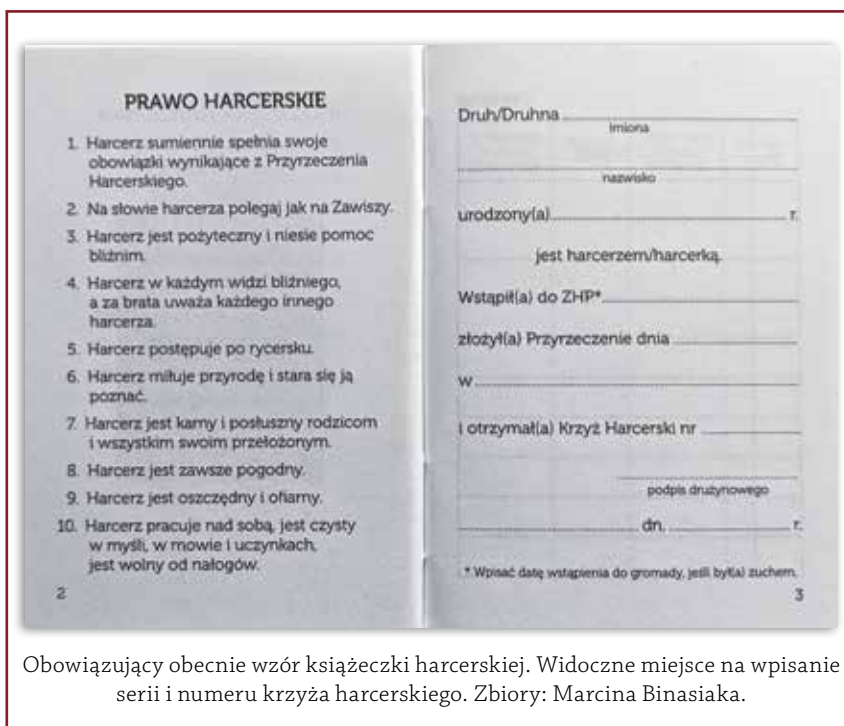 PRAWO HARCERSKIE
1. Harcerz sumiennie spełnia swoje
obowiązki wynikające z Przyrzeczenia
Harcerskiego.
2. Na słowie harcerza polegaj jak na Zawiszy.
3. Harcerz jest pożyteczny i niesie pomoc
bliźnim.
4. Harcerz w każdym widzi bliźniego,
a za brata uważa każdego innego
harcerza.
5. Harcerz postępuje po rycersku.
6. Harcerz miłuje przyrodę i stara się ją
poznać.
7. Harcerz jest karny i posłuszny rodzicom
i wszystkim swoim przełożonym.
8. Harcerz jest zawsze pogodny.
9. Harcerz jest oszczędny i ofiarny.
10. Harcerz pracuje nad sobą, jest czysty
w myśli, w mowie i uczynkach,
jest wolny od nałogów.
2
Druh/Druhna
imiona
nazwisko
urodzony(a) r.
jest harcerzem/harcerką.
Wstąpił(a) do ZHP*
złożył(a) Przyrzeczenie dnia
w
i otrzymał(a) Krzyż Harcerski nr
podpis drużynowego
dn. r.
* Wpisać datę wstąpienia do gromady, jeśli był(a) zuchem.
3
Obowiązujący obecnie wzór książeczki harcerskiej. Widoczne miejsce na wpisanie
serii i numeru krzyża harcerskiego. Zbiory: Marcina Binasiaka.